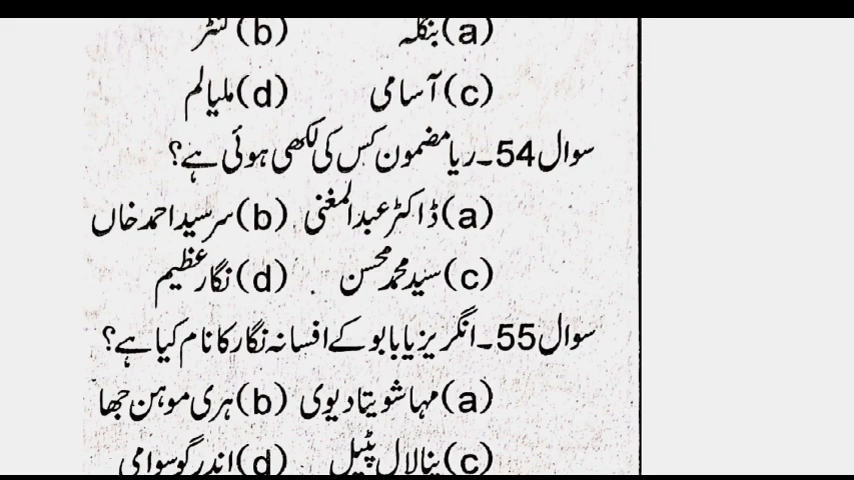 (a) بنگلہ (b) کنٹر
(c) آسامی (d) ملیالم
سوال 54۔ ریا مضمون کس کی لکھی ہوئی ہے؟
(a) ڈاکٹر عبدالمغنی (b) سرسید احمد خاں
(c) سید محمد محسن (d) نگار عظیم
سوال 55۔ انگریزیا بابو کے افسانہ نگار کا نام کیا ہے؟
(a) مہاشویتا دیوی (b) ہری موہن جھا
(c) پنالال پٹیل (d) اندر گوسوامی